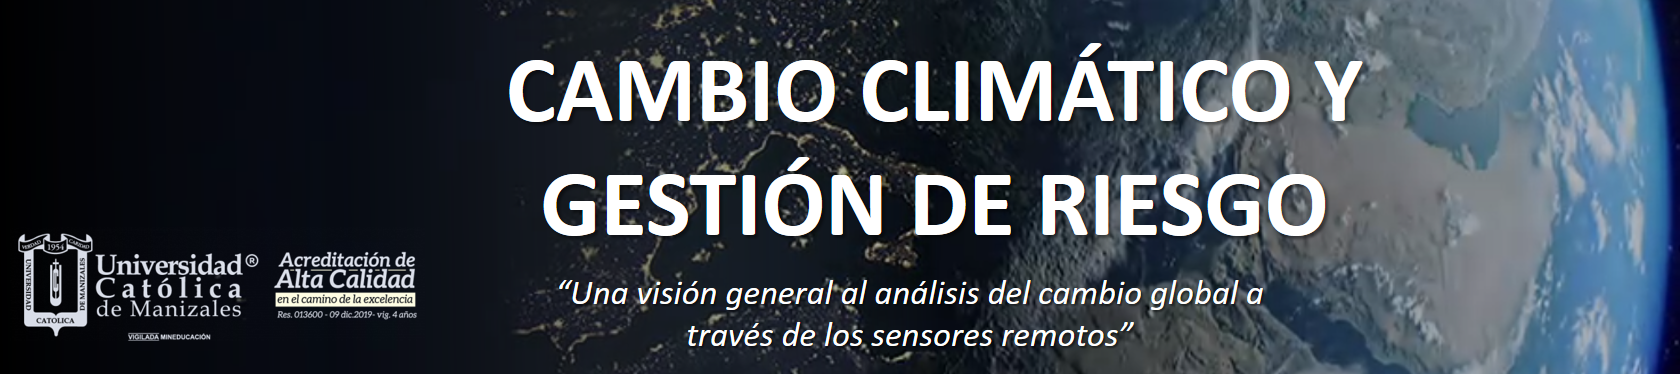 CAMBIO CLIMÁTICO Y
GESTIÓN DE RIESGO
“Una visión general al análisis del cambio global a
través de los sensores remotos”
VERDAD 1954 CARIDAD
UNIVERSIDAD
CATOLICA
DE MANIZALES
Universidad®
Católica
de Manizales
VIGILADA MINEDUCACIÓN
Acreditación de
Alta Calidad
en el camino de la excelencia
Res. 013600 - 09 dic.2019- vig. 4 años